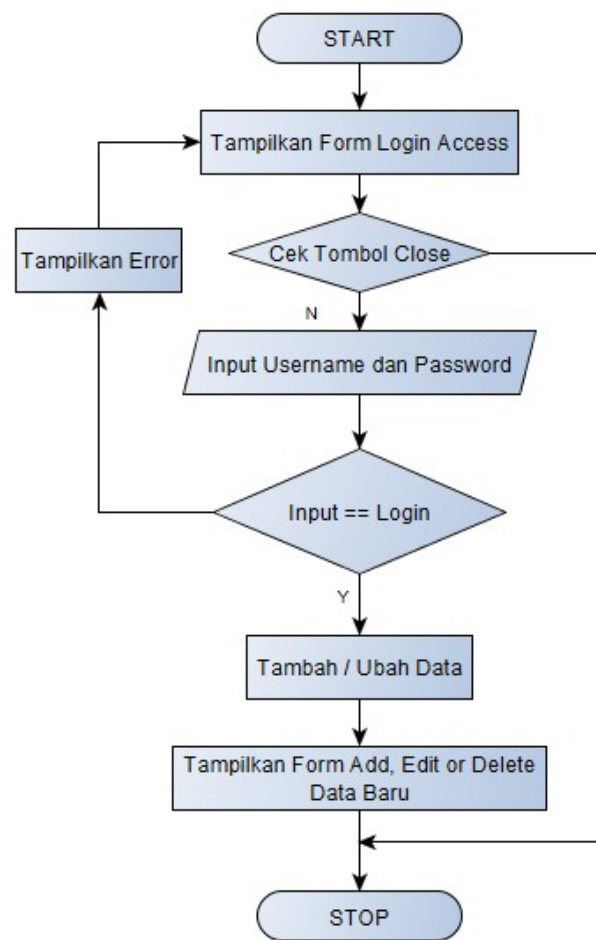 START
Tampilkan Form Login Access
Cek Tombol Close
Tampilkan Error
N
Input Username dan Password
Input == Login
Y
Tambah / Ubah Data
Tampilkan Form Add, Edit or Delete
Data Baru
STOP